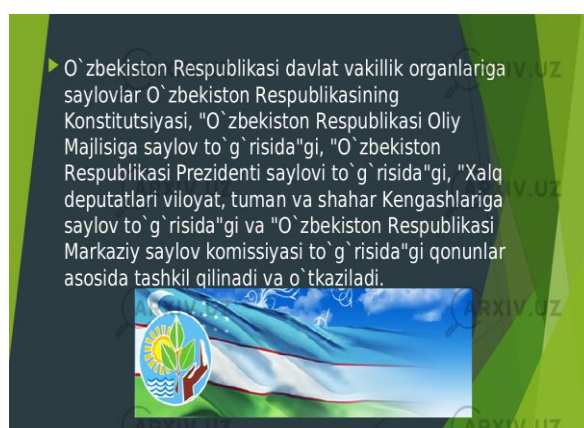 O`zbekiston Respublikasi davlat vakillik organlariga
saylovlar O`zbekiston Respublikasining
Konstitutsiyasi, "O`zbekiston Respublikasi Oliy
Majlisiga saylov to`g`risida"gi, "O`zbekiston
Respublikasi Prezidenti saylovi to`g`risida"gi, "Xalq
deputatlari viloyat, tuman va shahar Kengashlariga
saylov to`g`risida"gi va "O`zbekiston Respublikasi
Markaziy saylov komissiyasi to`g`risida"gi qonunlar
asosida tashkil qilinadi va o`tkaziladi.
ARXIV.UZ